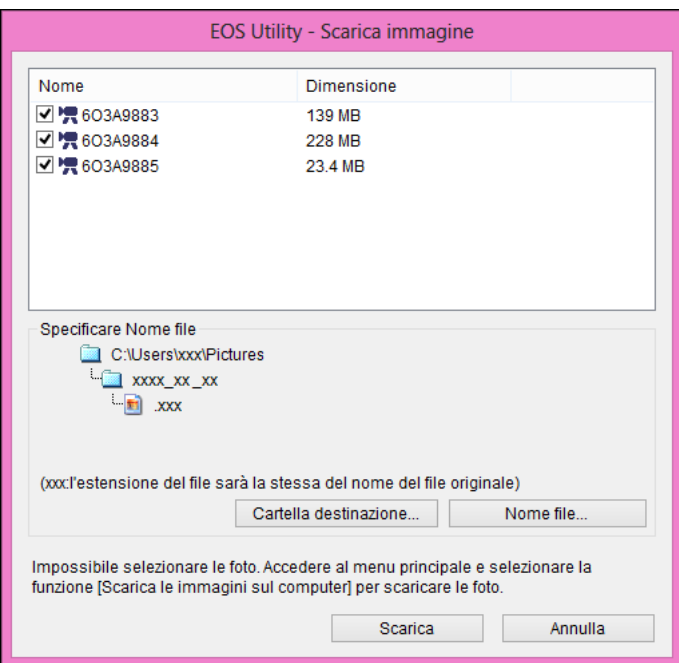 EOS Utility - Scarica immagine
Nome Dimensione
6O3A9883 139 MB
6O3A9884 228 MB
6O3A9885 23.4 MB
Specificare Nome file
C:\Users\xxx\Pictures
xxxx_xx_xx
.xxx
(xxx:l'estensione del file sarà la stessa del nome del file originale)
Cartella destinazione... Nome file...
Impossibile selezionare le foto. Accedere al menu principale e selezionare la
funzione [Scarica le immagini sul computer] per scaricare le foto.
Scarica Annulla